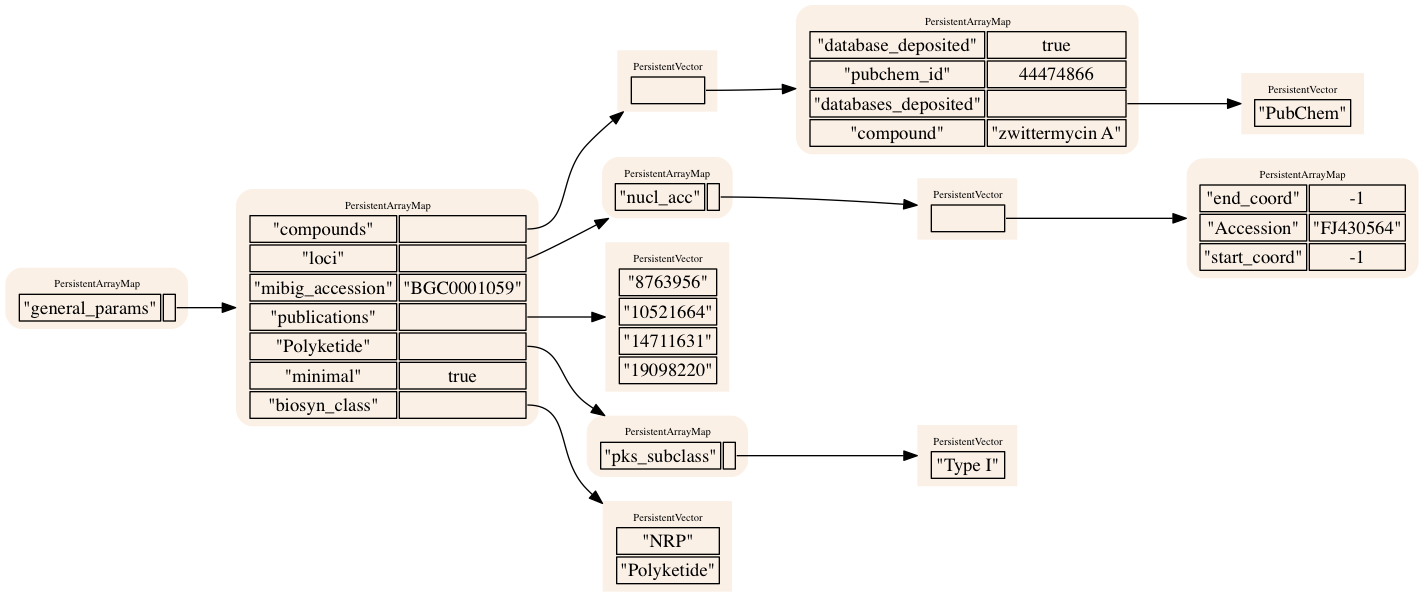 PersistentArrayMap
"general_params"
PersistentArrayMap
"compounds"
"loci"
"mibig_accession" "BGC0001059"
"publications"
"Polyketide"
"minimal" true
"biosyn_class"
PersistentVector
PersistentArrayMap
"database_deposited" true
"pubchem_id" 44474866
"databases_deposited"
"compound" "zwittermycin A"
PersistentVector
"PubChem"
PersistentArrayMap
"nucl_acc"
PersistentVector
PersistentArrayMap
"end_coord" -1
"Accession" "FJ430564"
"start_coord" -1
PersistentVector
"8763956"
"10521664"
"14711631"
"19098220"
PersistentArrayMap
"pks_subclass"
PersistentVector
"Type I"
PersistentVector
"NRP"
"Polyketide"